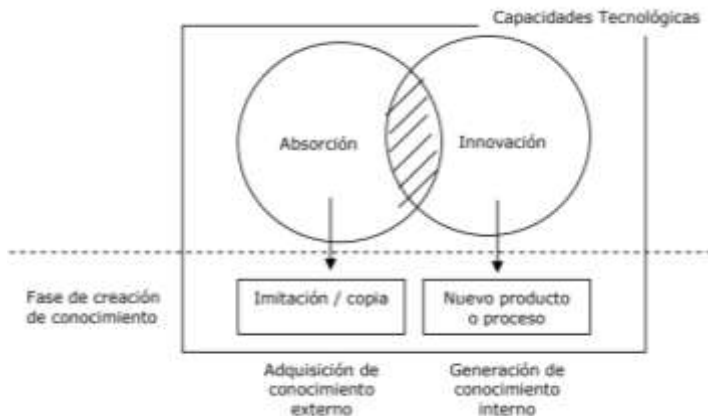 Capacidades Tecnológicas
Absorción
Innovación
Fase de creación
de conocimiento
Imitación / copia
Nuevo producto
o proceso
Adquisición de
conocimiento
externo
Generación de
conocimiento
interno